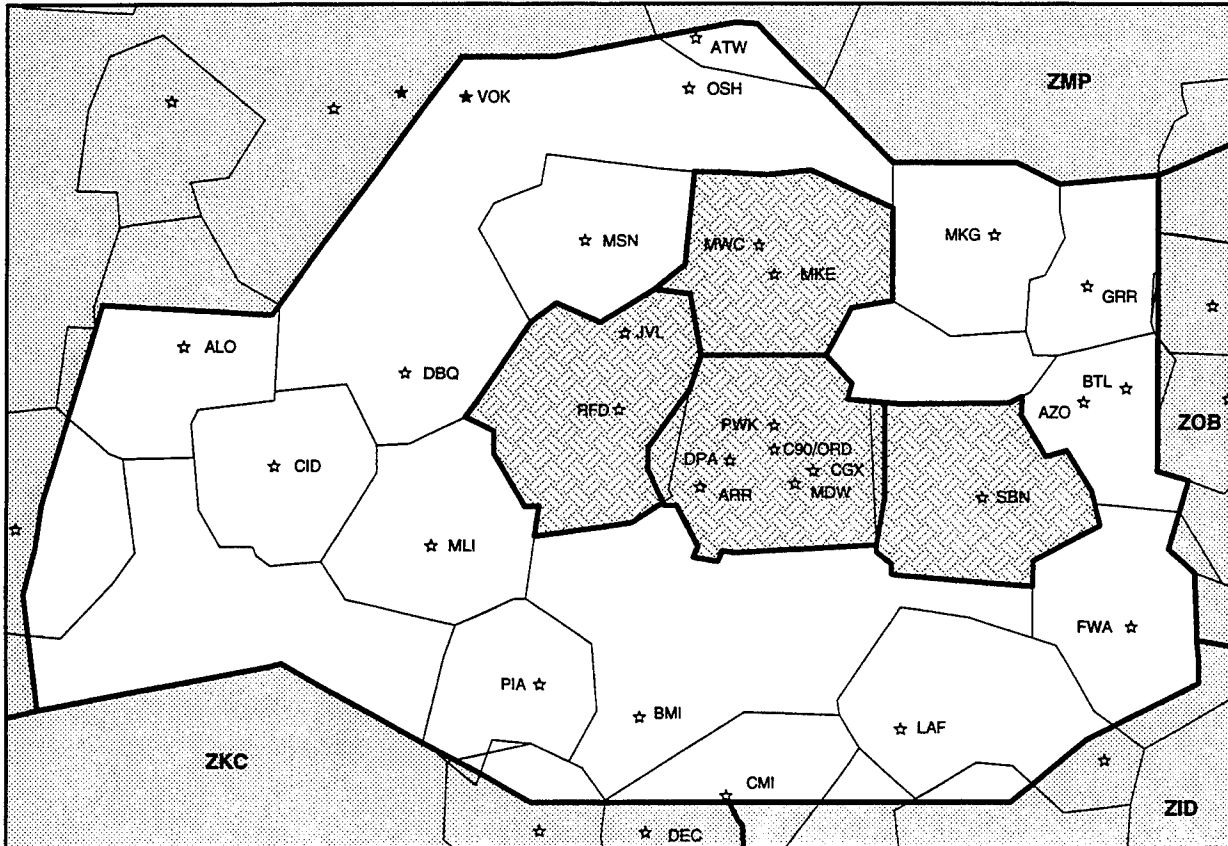 ATW
ZMP
OSH
VOK
MSN
MWC
MKG
MKE
GRR
JVL
ALO
DBQ
BTL
AZO
RFD
PWK
ZOB
C90/ORD
DPA
CGX
CID
ARR
MDW
SBN
MLI
FWA
PIA
BMI
LAF
ZKC
CMI
ZID
DEC